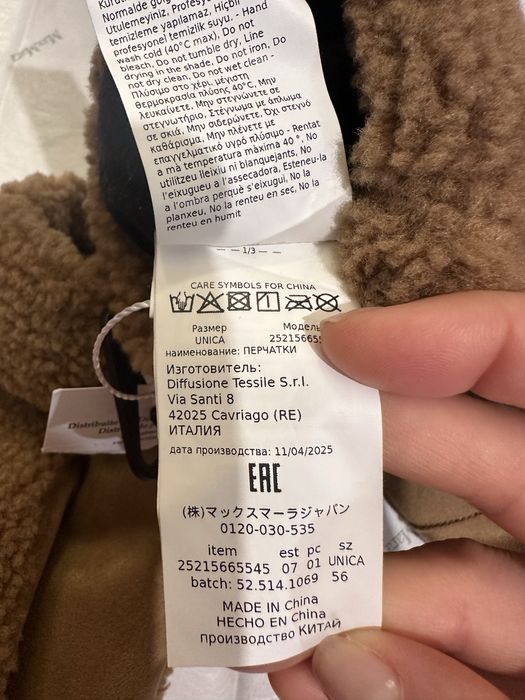 Normalde
Utulemeyiniz, Profesy
temizleme yapılamaz, Hiçbir
profesyonel temizlik suyu. - Hand
wash cold (40°C max), Do not
bleach, Do not tumble dry, Line
drying in the shade, Do not iron, Do
not dry clean, Do not wet clean -
Πλύσιμο στο χέρι μέγιστη
θερμοκρασία πλύσης 40°C, Μην
λευκαίνετε, Μην στεγνώνετε σε
στεγνωτήριο, Στέγνωμα με άπλωμα
σε σκιά, Μην σιδερώνετε, Όχι στεγνό
καθάρισμα, Μην πλένετε με
επαγγελματικό υγρό πλύσιμο - Rentat
a mà temperatura màxima 40 °, No
utilitzeu lleixiu ni blanquejants, No
l'eixugueu a l'assecadora, Esteneu-la
a l'ombra perquè s'eixugui, No la
planxeu, No la renteu en sec, No la
renteu en humit
1/3
CARE SYMBOLS FOR CHINA
Размер Модель
UNICA 252156655
наименование: ПЕРЧАТКИ
Изготовитель:
Diffusione Tessile S.r.l.
Via Santi 8
42025 Cavriago (RE)
ИТАЛИЯ
дата производства: 11/04/2025
EAC
(株)マックスマーラジャパン
0120-030-535
item est pc sz
25215665545 07 01 UNICA
batch: 52.514.1069 56
MADE IN China
HECHO EN China
производство КИТАЙ
Distribuite